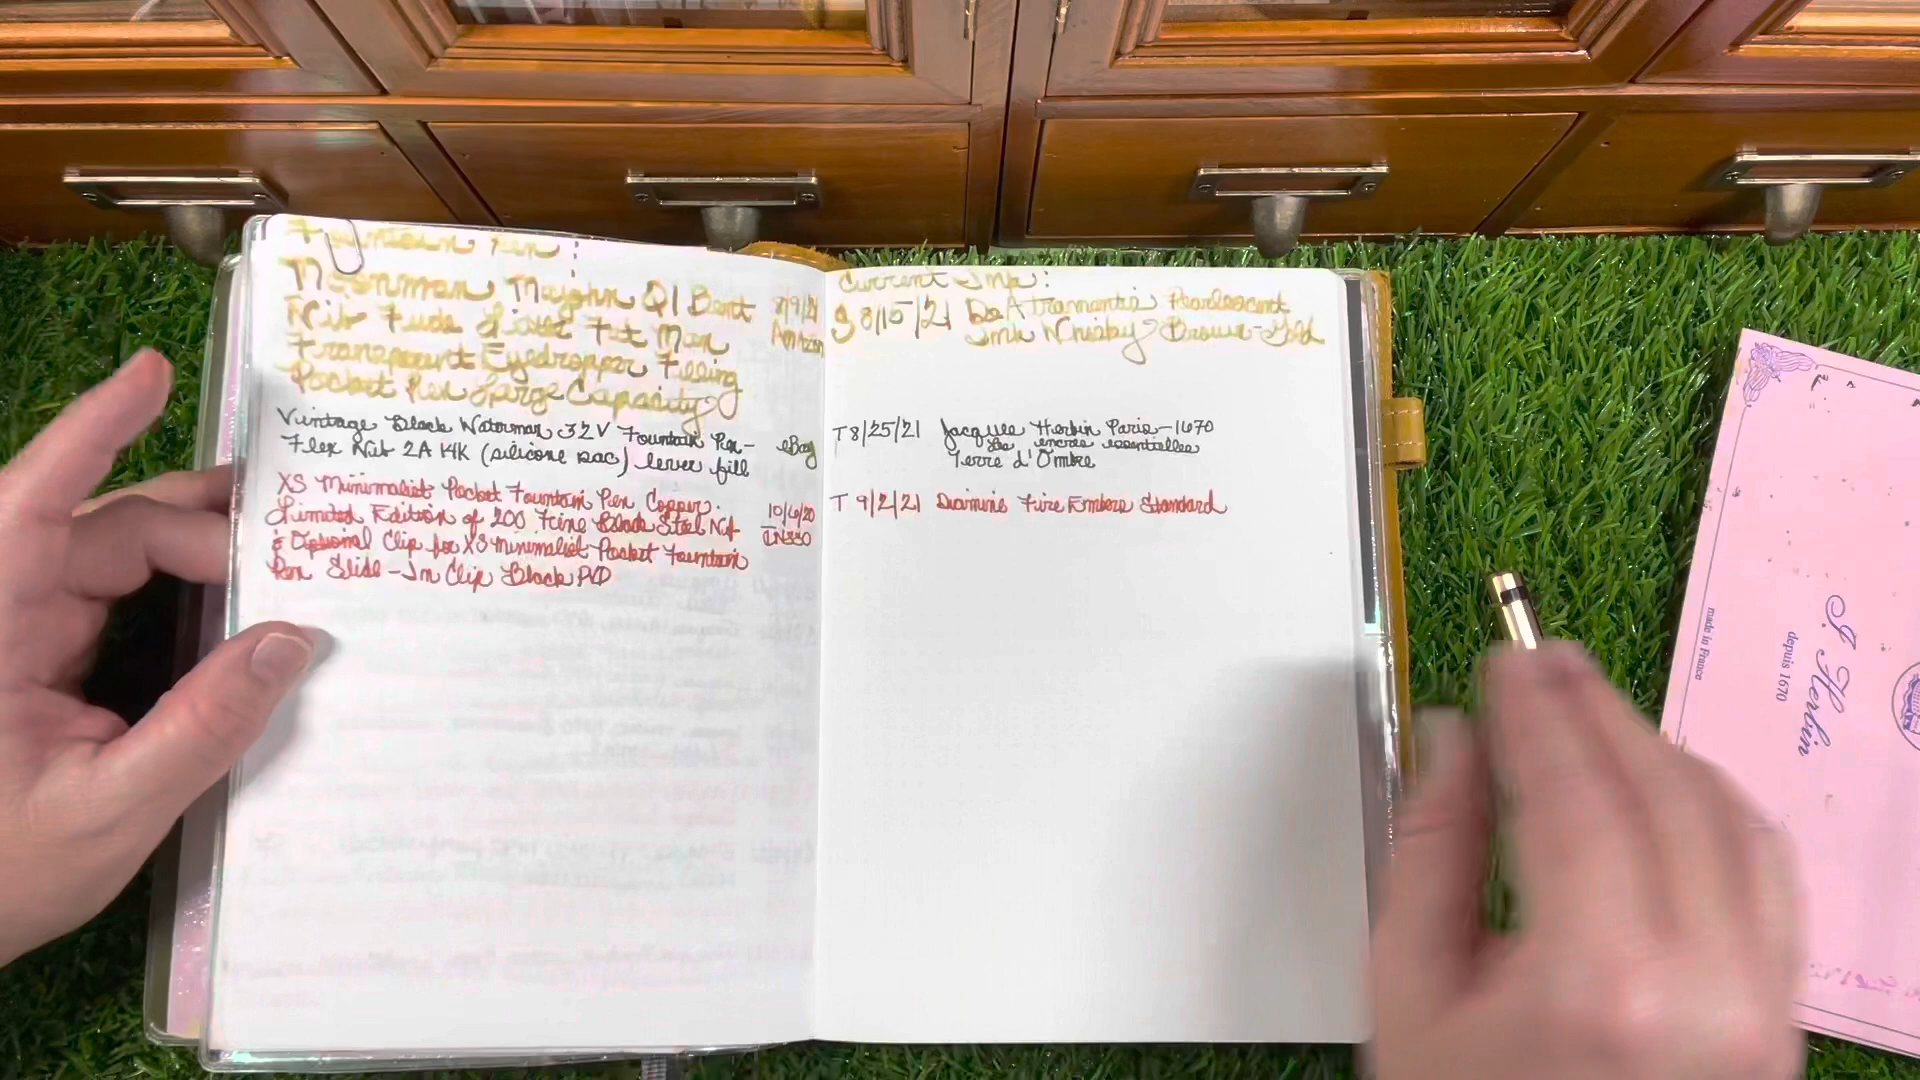 Fountain Pen:
Moonman Majohn Q1 Bent
Nib Fude Little Fat Man
Transparent Eyedropper Filling
Pocket Pen Large Capacity
8/9/21
Amazon
Vintage Black Waterman 32V Fountain Pen-
Flex Nib 2A 14K (silicone sac) lever fill
eBay
XS Minimalist Pocket Fountain Pen Copper.
Limited Edition of 200 Fine Black Steel Nib
& Optional Clip for XS Minimalist Pocket Fountain
Pen Slide-In Clip Black PVD
10/6/20
Current Ink:
8/15/21 DeAtramentis Pearlescent
Ink Whisky Brown-Gold
T 8/25/21 Jacques Herbin Paris-1670
Les encres essentielles
Terre d'Ombre
T 9/2/21 Diamine Fire Embers Standard
J. Herbin
depuis 1670
made in France